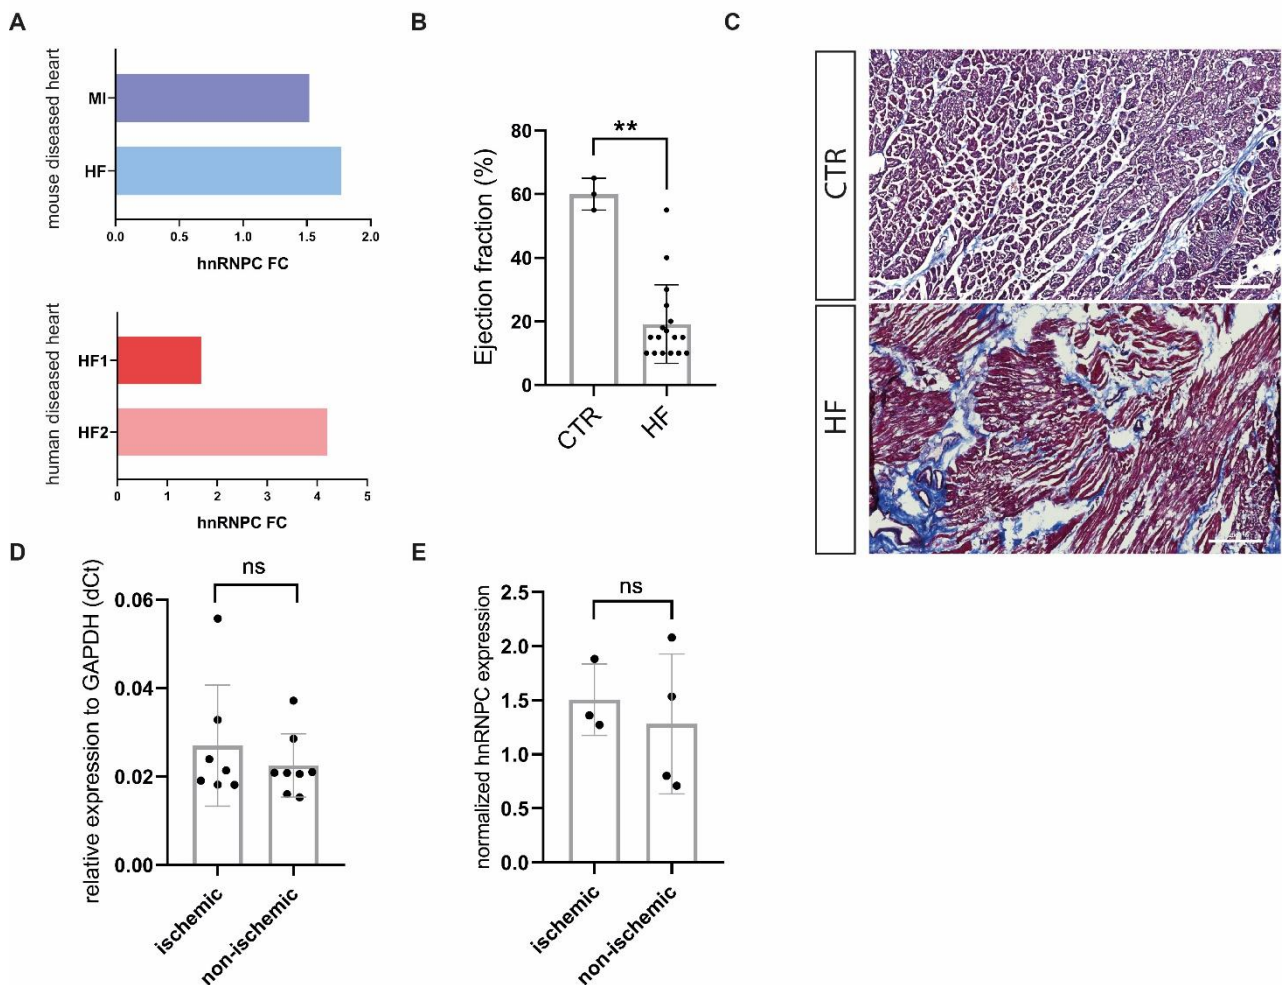 A
mouse diseased heart
MI
HF
0.0 0.5 1.0 1.5 2.0
hnRNPC FC
human diseased heart
HF1
HF2
0 1 2 3 4 5
hnRNPC FC
B
Ejection fraction (%)
80
60
40
20
0
**
CTR
HF
C
CTR
HF
D
relative expression to GAPDH (dCt)
0.06
0.04
0.02
0.00
ns
ischemic
non-ischemic
E
normalized hnRNPC expression
2.5
2.0
1.5
1.0
0.5
0.0
ns
ischemic
non-ischemic